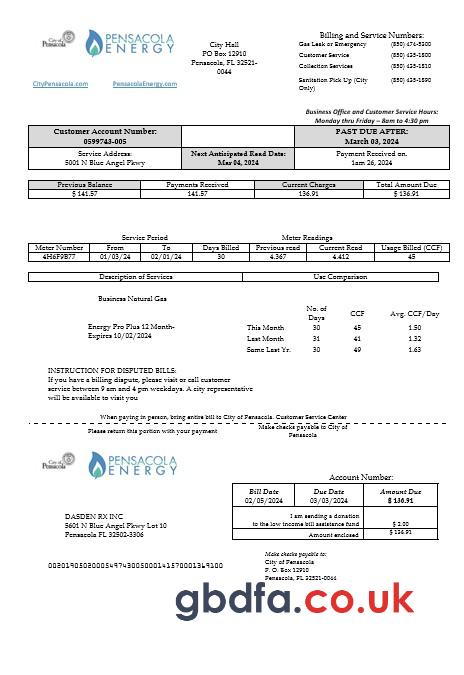 City of
Pensacola
PENSACOLA
ENERGY
CityPensacola.com
PensacolaEnergy.com
City Hall
PO Box 12910
Pensacola, FL 32521-
0044
Billing and Service Numbers:
Gas Leak or Emergency (850) 474-5300
Customer Service (850) 435-1800
Collection Services (850) 435-1810
Sanitation Pick Up (City
Only) (850) 435-1890
Business Office and Customer Service Hours:
Monday thru Friday – 8am to 4:30 pm
Customer Account Number:
0599743-005
PAST DUE AFTER:
March 03, 2024
Service Address:
5001 N Blue Angel Pkwy
Next Anticipated Read Date:
Mar 04, 2024
Payment Received on.
1am 26, 2024
Previous Balance Payments Received Current Charges Total Amount Due
$ 141.57 141.57 136.91 $ 136.91
Service Period Meter Readings
Meter Number From To Days Billed Previous read Current Read Usage Billed (CCF)
4H6F9B77 01/03/24 02/01/24 30 4.367 4.412 45
Description of Services Use Comparison
Business Natural Gas
Energy Pro Plus 12 Month-
Expires 10/02/2024
No. of
Days CCF Avg. CCF/Day
This Month 30 45 1.50
Last Month 31 41 1.32
Same Last Yr. 30 49 1.63
INSTRUCTION FOR DISPUTED BILLS:
If you have a billing dispute, please visit or call customer
service between 9 am and 4 pm weekdays. A city representative
will be available to visit you
When paying in person, bring entire bill to City of Pensacola. Customer Service Center
Please return this portion with your payment
Make checks payable to City of
Pensacola
City of
Pensacola
PENSACOLA
ENERGY
Account Number:
Bill Date Due Date Amount Due
02/05/2024 03/03/2024 $ 136.91
I am sending a donation
to the low income bill assistance fund $ 2.00
Amount enclosed $ 136.91
DASDEN RX INC
5601 N Blue Angel Pkwy Lot 10
Pensacola Fl 32502-3306
Make checks payable to:
City of Pensacola
P. O. Box 12910
Pensacola, FL 32521-0044
gbdfa.co.uk